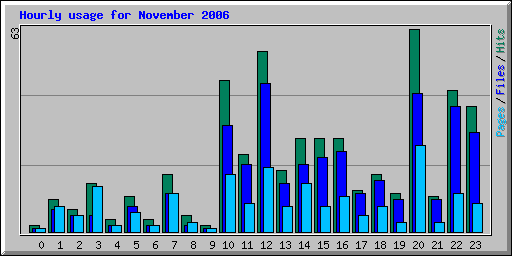 Hourly usage for November 2006
63
Pages/Files/Hits
0 1 2 3 4 5 6 7 8 9 10 11 12 13 14 15 16 17 18 19 20 21 22 23